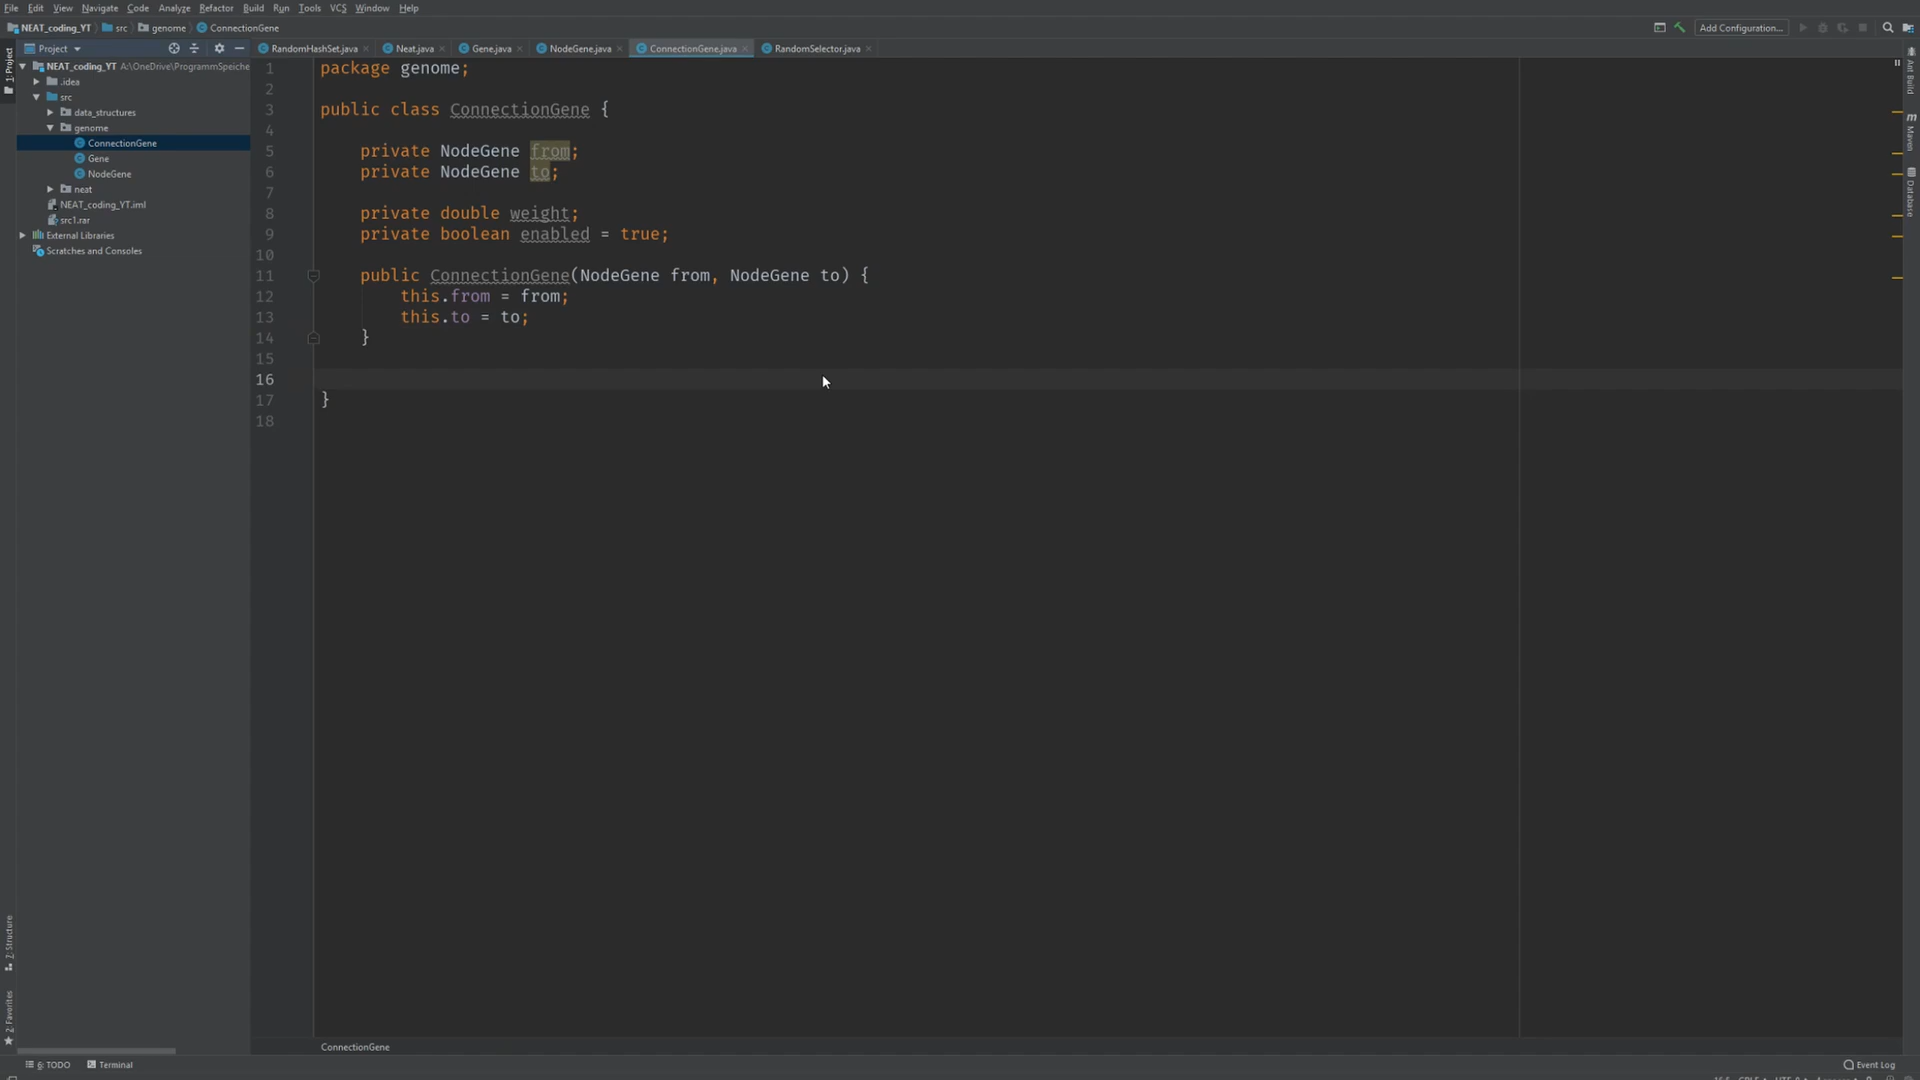 File Edit View Navigate Code Analyze Refactor Build Run Tools VCS Window Help
NEAT_coding_YT src genome ConnectionGene
Add Configuration...
Project
RandomHashSet.java Neat.java Gene.java NodeGene.java ConnectionGene.java RandomSelector.java
1: Project
NEAT_coding_YT A:\OneDrive\ProgrammSpeiche
.idea
src
data_structures
genome
ConnectionGene
Gene
NodeGene
neat
NEAT_coding_YT.iml
src1.rar
External Libraries
Scratches and Consoles
1 package genome;
2
3 public class ConnectionGene {
4
5 private NodeGene from;
6 private NodeGene to;
7
8 private double weight;
9 private boolean enabled = true;
10
11 public ConnectionGene(NodeGene from, NodeGene to) {
12 this.from = from;
13 this.to = to;
14 }
15
16
17 }
18
Ant Build
Maven
Database
7: Structure
2: Favorites
ConnectionGene
6: TODO Terminal
Event Log